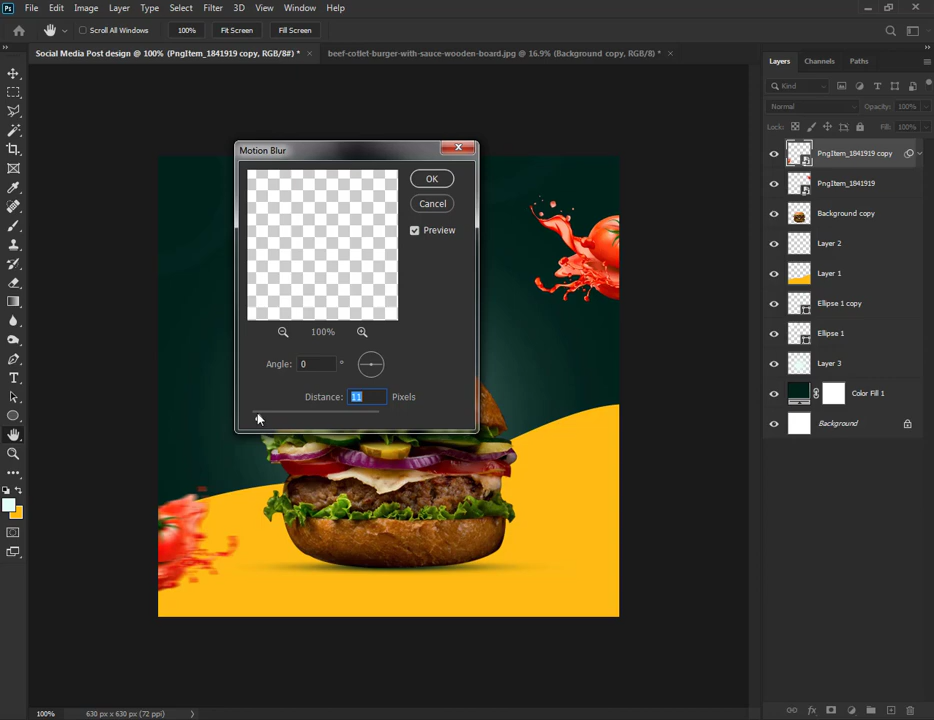 Ps File Edit Image Layer Type Select Filter 3D View Window Help
Scroll All Windows 100% Fit Screen Fill Screen
Social Media Post design @ 100% (PngItem_1841919 copy, RGB/8#) * × beef-cotlet-burger-with-sauce-wooden-board.jpg @ 16.9% (Background copy, RGB/8) * ×
Layers Channels Paths
Kind
Normal Opacity: 100%
Lock: Fill: 100%
PngItem_1841919 copy
PngItem_1841919
Background copy
Layer 2
Layer 1
Ellipse 1 copy
Ellipse 1
Layer 3
Color Fill 1
Background
Motion Blur
OK
Cancel
Preview
100%
Angle: 0 °
Distance: 11 Pixels
100% 630 px x 630 px (72 ppi)